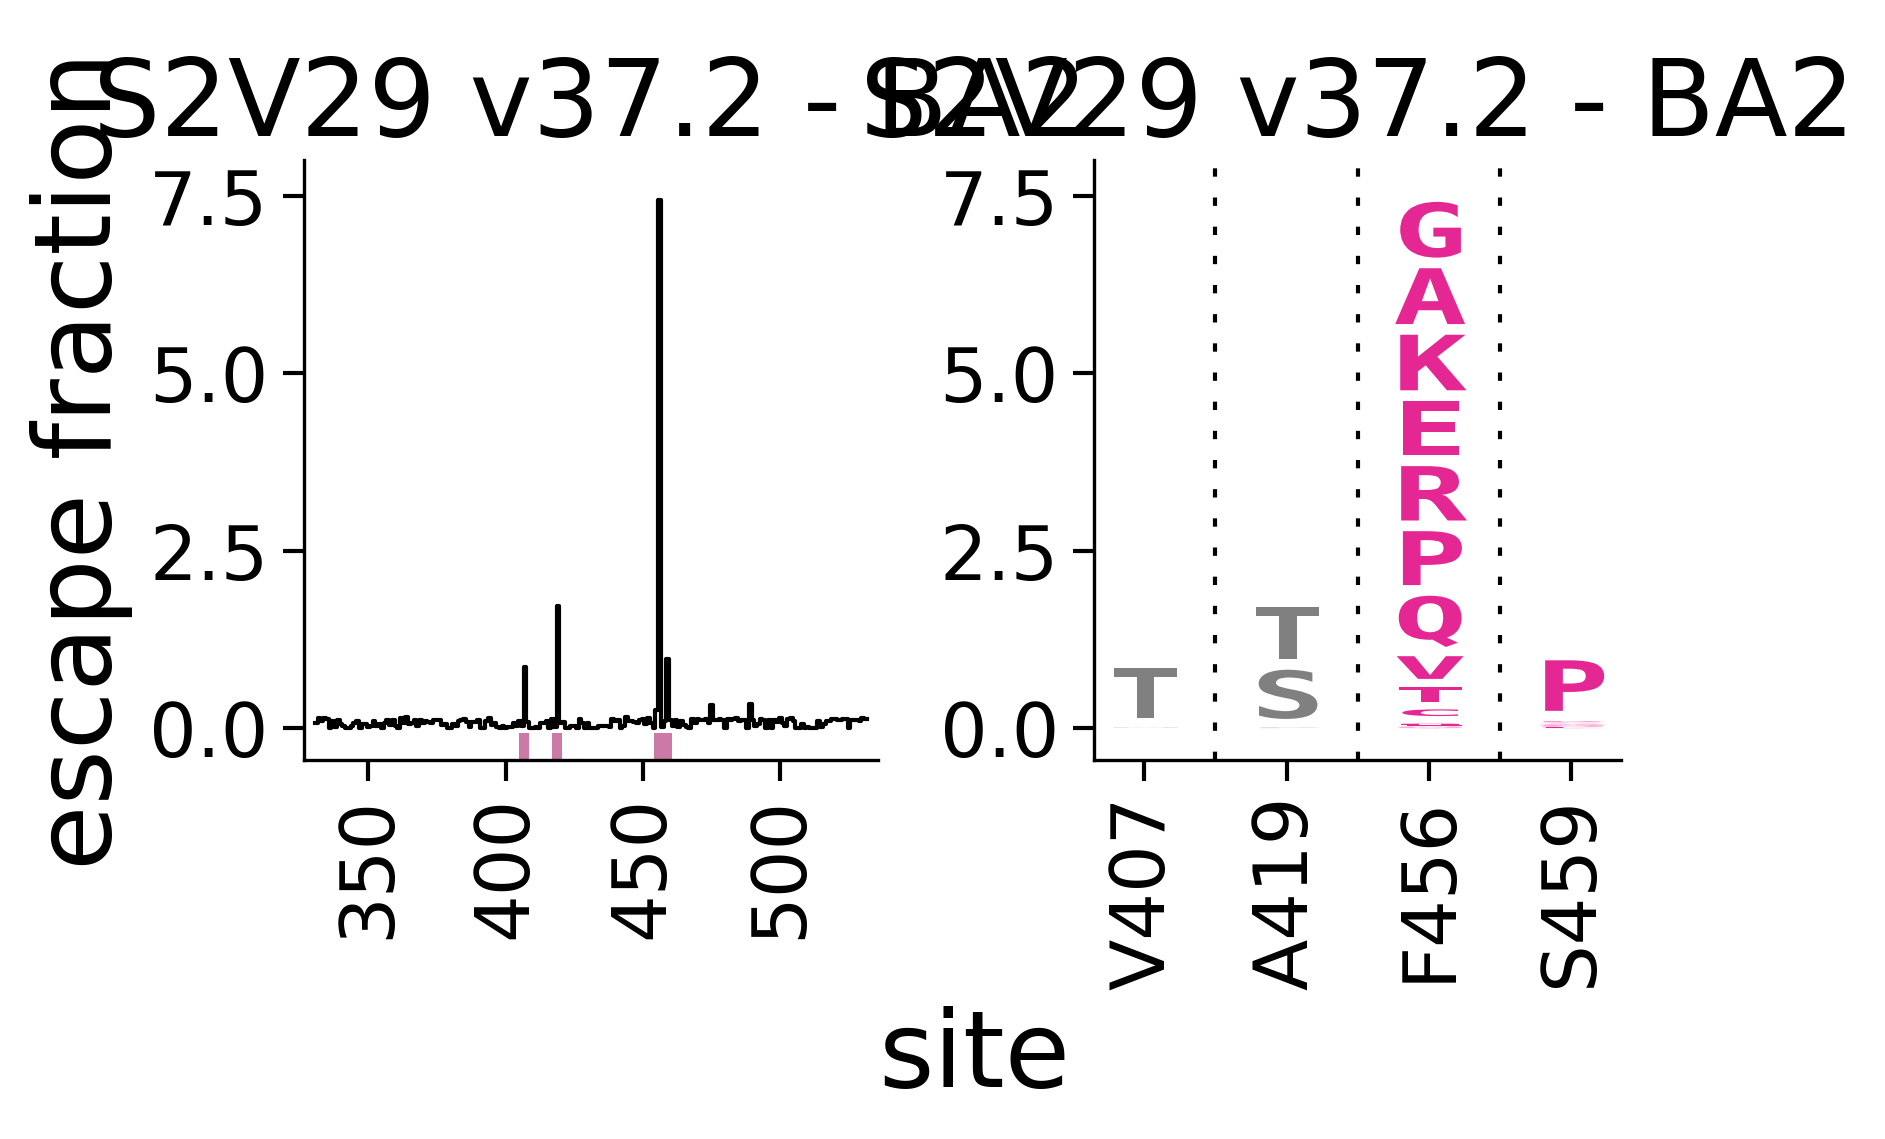 S2V29 v37.2 - BA2
S2V29 v37.2 - BA2
escape fraction
7.5
5.0
2.5
0.0
350
400
450
500
7.5
5.0
2.5
0.0
T
T
S
G
A
K
E
R
P
Q
Y
T
C
P
V407
A419
F456
S459
site